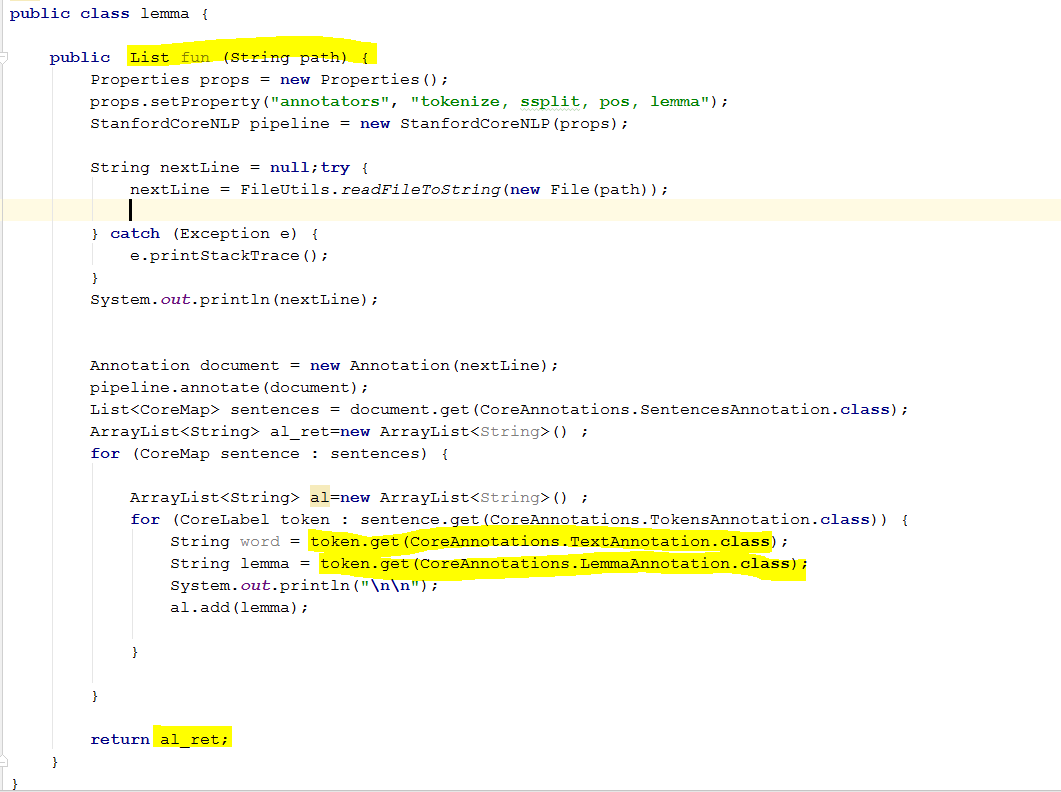 public class lemma {
public List fun (String path) {
Properties props = new Properties();
props.setProperty("annotators", "tokenize, ssplit, pos, lemma");
StanfordCoreNLP pipeline = new StanfordCoreNLP(props);
String nextLine = null;try {
nextLine = FileUtils.readFileToString(new File(path));
} catch (Exception e) {
e.printStackTrace();
}
System.out.println(nextLine);
Annotation document = new Annotation(nextLine);
pipeline.annotate(document);
List<CoreMap> sentences = document.get(CoreAnnotations.SentencesAnnotation.class);
ArrayList<String> al_ret=new ArrayList<String>() ;
for (CoreMap sentence : sentences) {
ArrayList<String> al=new ArrayList<String>() ;
for (CoreLabel token : sentence.get(CoreAnnotations.TokensAnnotation.class)) {
String word = token.get(CoreAnnotations.TextAnnotation.class);
String lemma = token.get(CoreAnnotations.LemmaAnnotation.class);
System.out.println("\n\n");
al.add(lemma);
}
}
return al_ret;
}
}